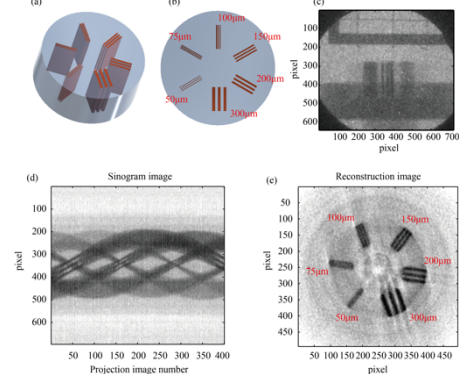 (a)
(b)
(c)
100μm
75μm
150μm
50μm
200μm
300μm
pixel
100
200
300
400
500
600
100 200 300 400 500 600 700
pixel
(d)
Sinogram image
pixel
100
200
300
400
500
600
50 100 150 200 250 300 350 400
Projection image number
(e)
Reconstruction image
50
100
150
200
250
300
350
400
450
100μm
150μm
75μm
200μm
50μm
300μm
50 100 150 200 250 300 350 400 450
pixel